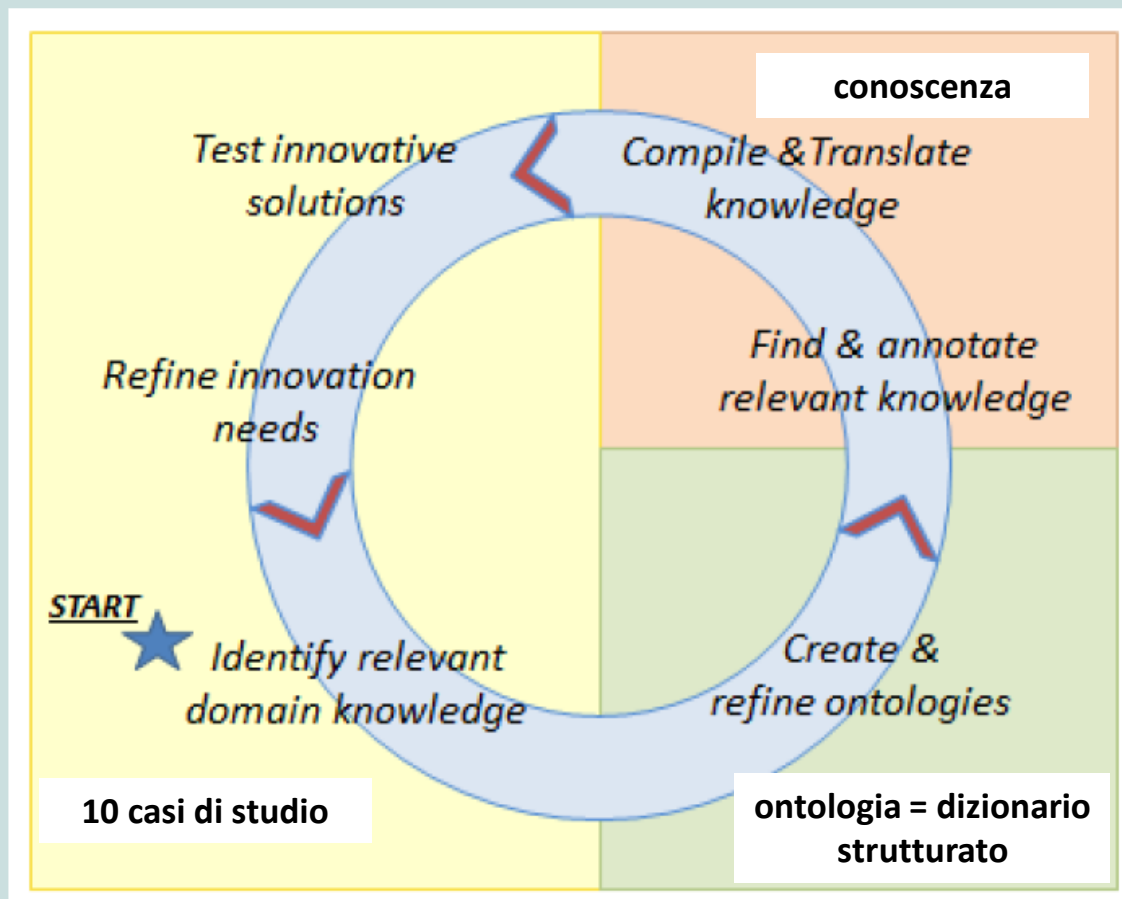 conoscenza
Test innovative
solutions
Compile &Translate
knowledge
Refine innovation
needs
Find & annotate
relevant knowledge
START
Identify relevant
domain knowledge
Create &
refine ontologies
10 casi di studio
ontologia = dizionario
strutturato